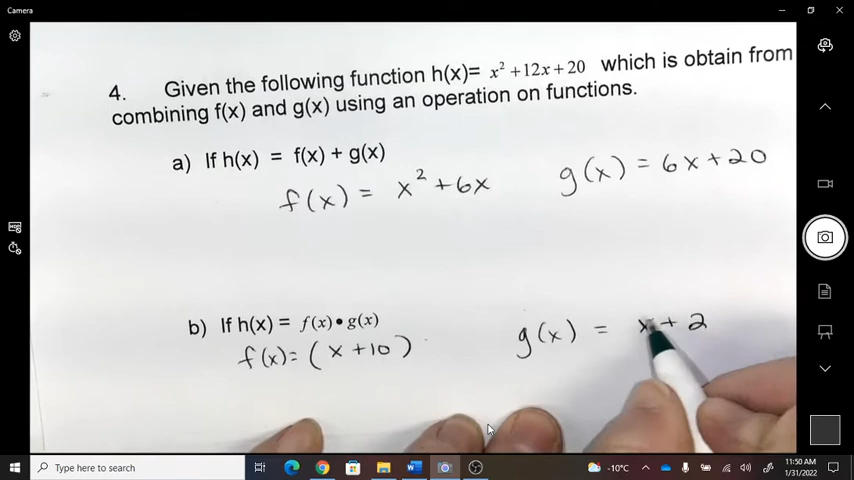 Camera
4. Given the following function h(x)= x² +12x+20 which is obtain from
combining f(x) and g(x) using an operation on functions.
a) If h(x) = f(x) + g(x)
f(x) = x² +6x g(x) = 6x+20
b) If h(x) = f(x)•g(x)
f(x)= (x +10) g(x) = x + 2
Type here to search
-10°C
11:50 AM
1/31/2022